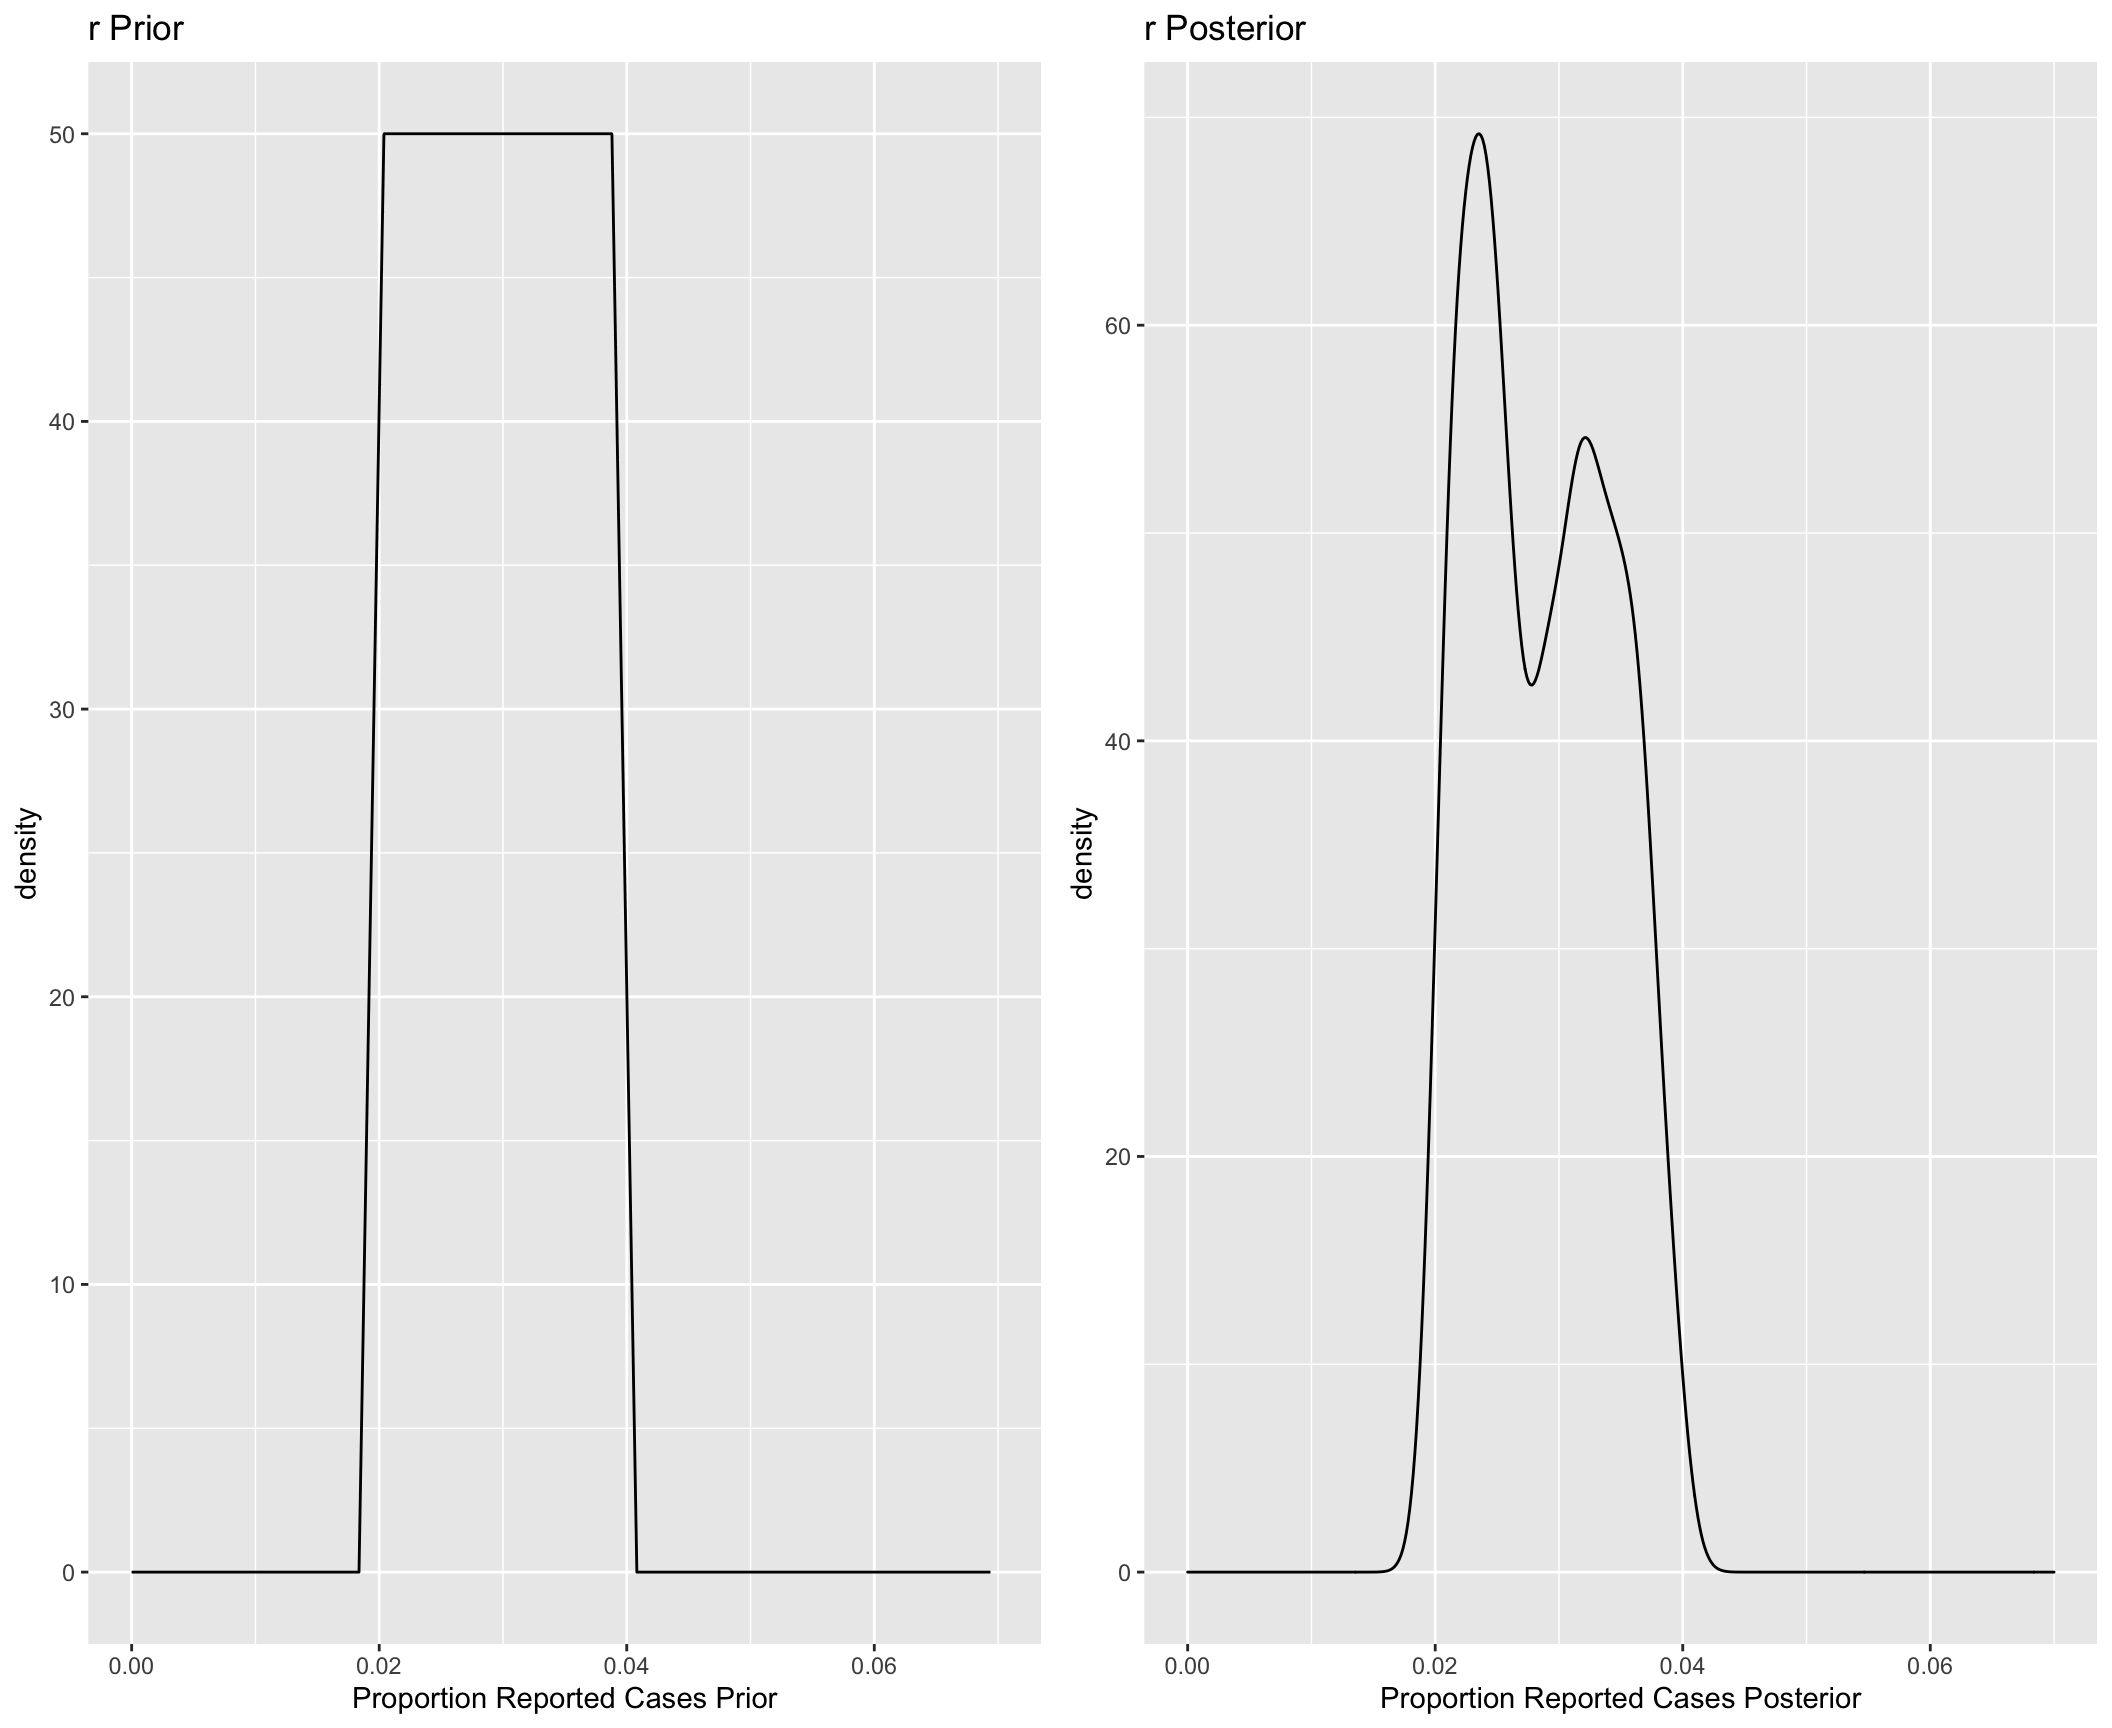 r Prior
50
40
30
20
10
0
density
0.00 0.02 0.04 0.06
Proportion Reported Cases Prior
r Posterior
60
40
20
0
density
0.00 0.02 0.04 0.06
Proportion Reported Cases Posterior